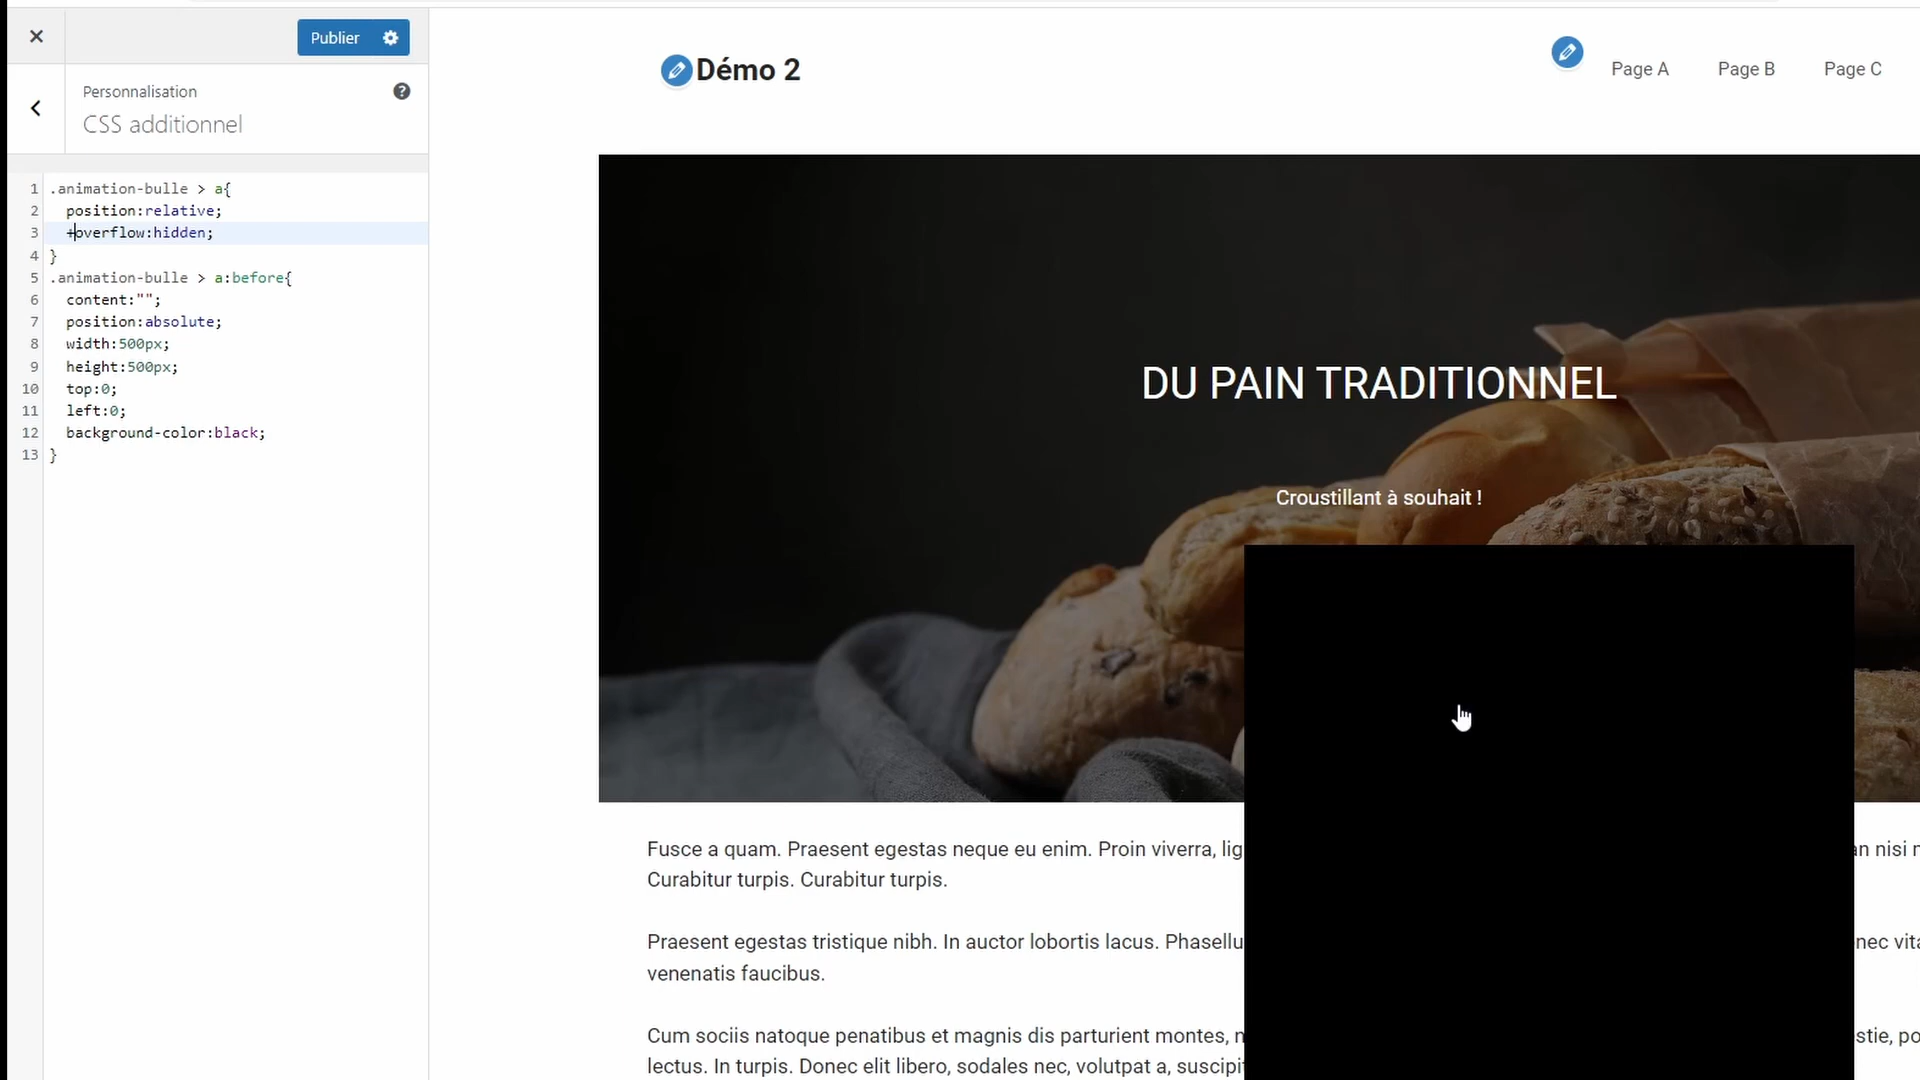 Publier
Personnalisation
CSS additionnel
1 .animation-bulle > a{
2 position:relative;
3 +overflow:hidden;
4 }
5 .animation-bulle > a:before{
6 content:"";
7 position:absolute;
8 width:500px;
9 height:500px;
10 top:0;
11 left:0;
12 background-color:black;
13 }
Démo 2
Page A
Page B
Page C
DU PAIN TRADITIONNEL
Croustillant à souhait !
Fusce a quam. Praesent egestas neque eu enim. Proin viverra, lig
an nisi
Curabitur turpis. Curabitur turpis.
Praesent egestas tristique nibh. In auctor lobortis lacus. Phasellu
nec vita
venenatis faucibus.
Cum sociis natoque penatibus et magnis dis parturient montes,
stie, po
lectus. In turpis. Donec elit libero, sodales nec, volutpat a, suscipit